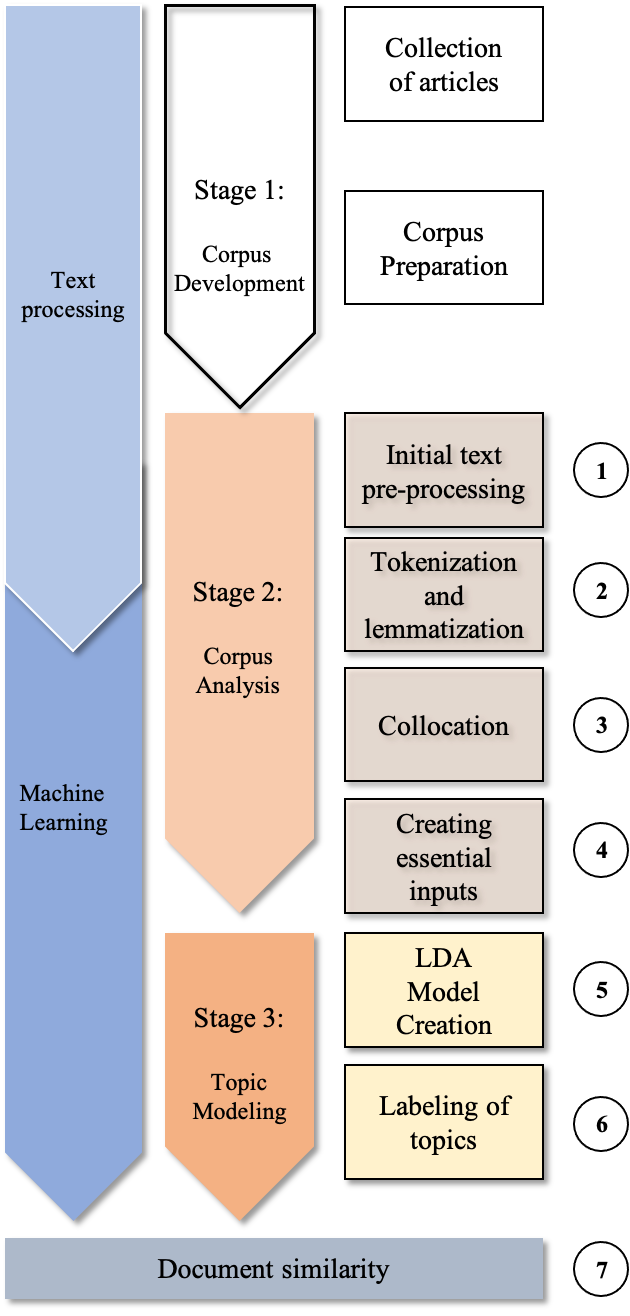 Collection
of articles
Stage 1:
Corpus
Development
Corpus
Preparation
Text
processing
Initial text
pre-processing
1
Tokenization
and
lemmatization
2
Stage 2:
Corpus
Analysis
Collocation
3
Machine
Learning
Creating
essential
inputs
4
LDA
Model
Creation
5
Stage 3:
Topic
Modeling
Labeling of
topics
6
Document similarity
7